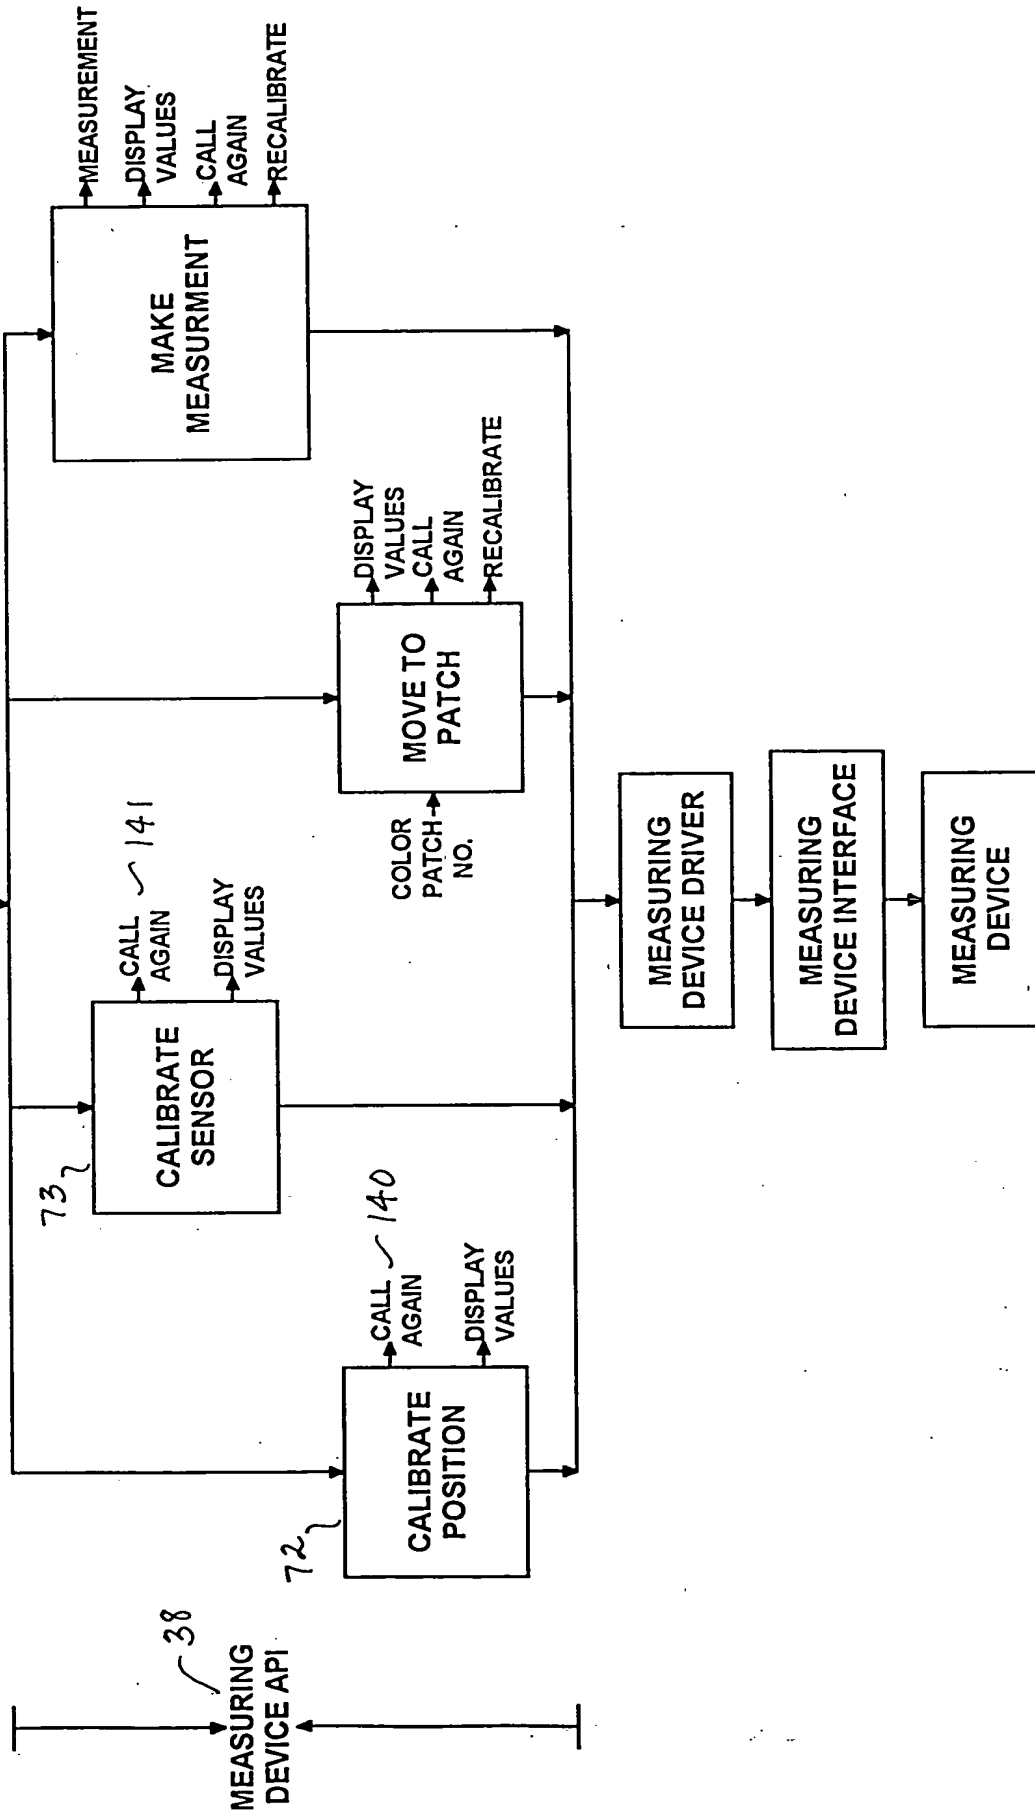 MEASURING
DEVICE API
38
72
CALIBRATE
POSITION
CALL
AGAIN
140
DISPLAY
VALUES
73
CALIBRATE
SENSOR
CALL
AGAIN
141
DISPLAY
VALUES
COLOR
PATCH
NO.
MOVE TO
PATCH
DISPLAY
VALUES
CALL
AGAIN
RECALIBRATE
MAKE
MEASURMENT
MEASUREMENT
DISPLAY
VALUES
CALL
AGAIN
RECALIBRATE
MEASURING
DEVICE DRIVER
MEASURING
DEVICE INTERFACE
MEASURING
DEVICE